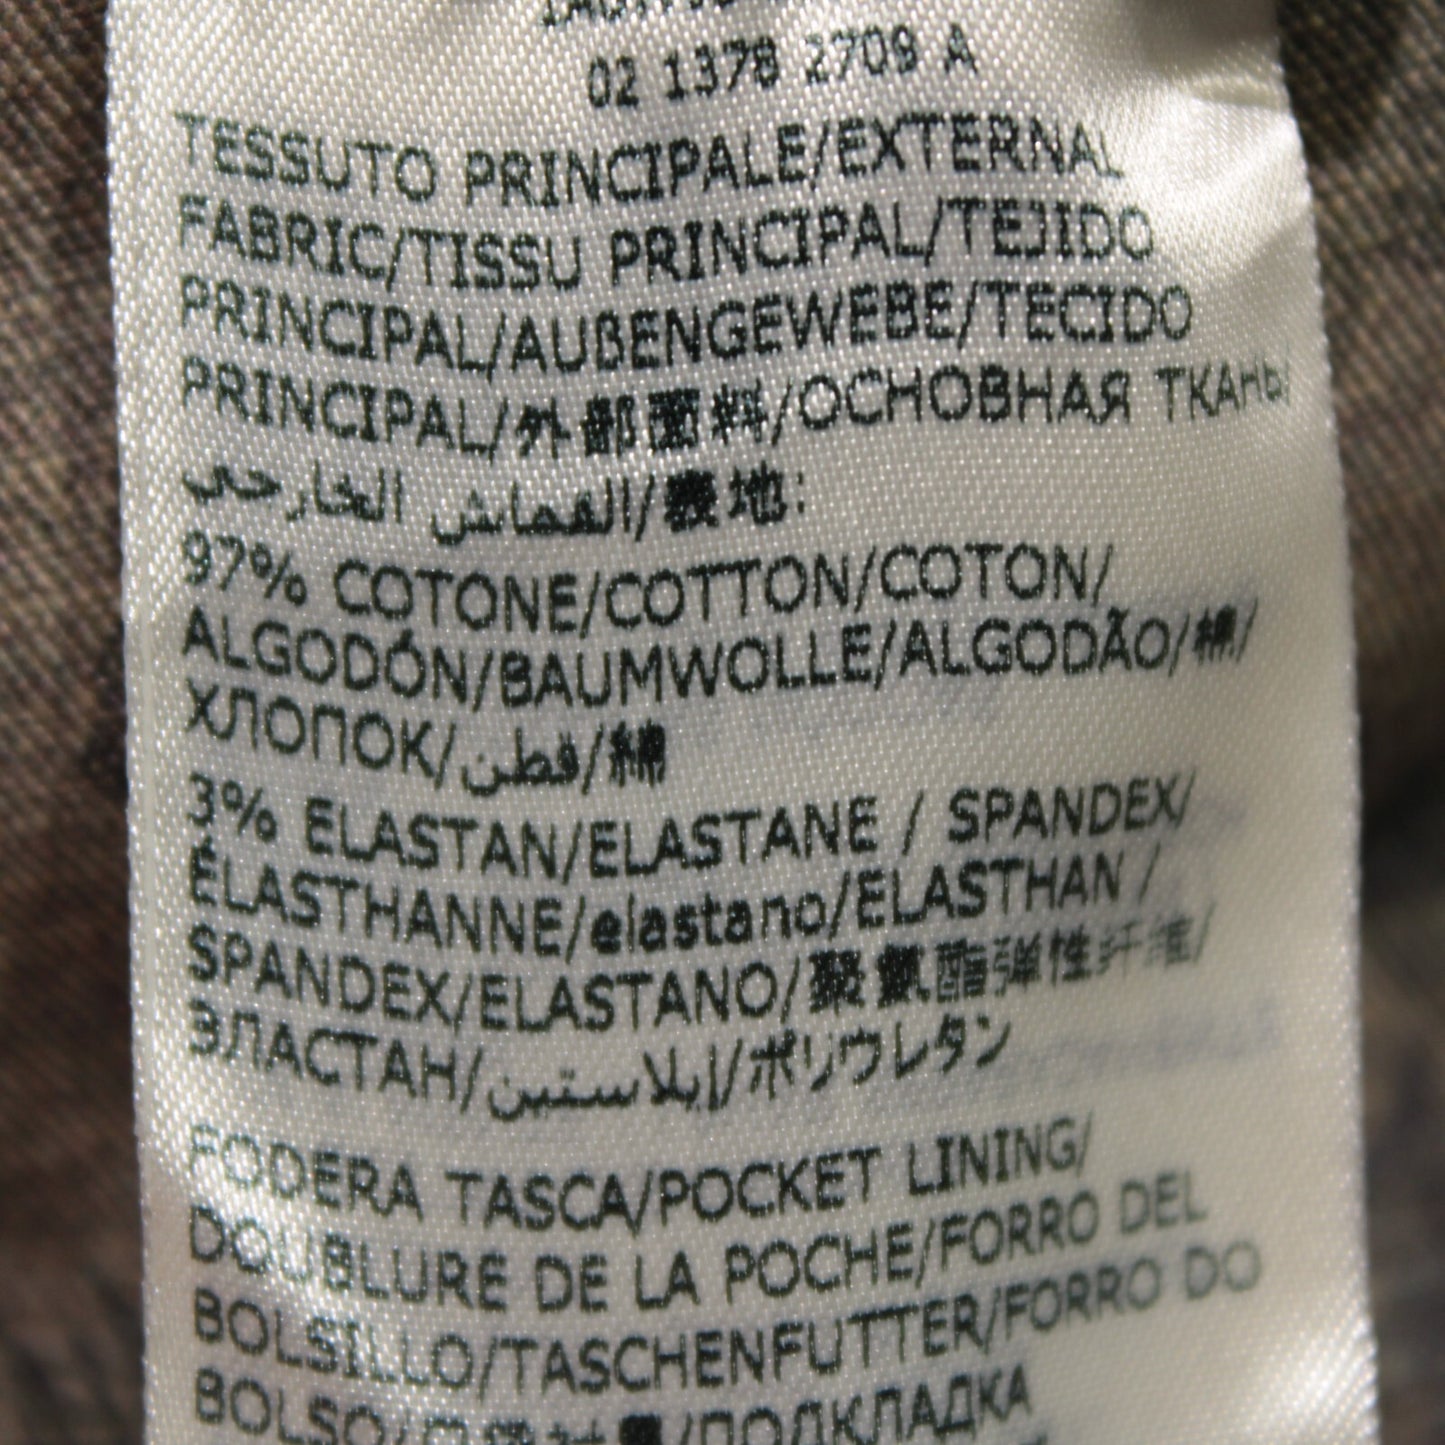 02 1378 2709 A
TESSUTO PRINCIPALE/EXTERNAL
FABRIC/TISSU PRINCIPAL/TEJIDO
PRINCIPAL/AUßENGEWEBE/TECIDO
PRINCIPAL/外部面料/ОСНОВНАЯ ТКАНЬ/
القماش الخارجي/表地:
97% COTONE/COTTON/COTON/
ALGODÓN/BAUMWOLLE/ALGODÃO/棉/
ХЛОПОК/قطن/綿
3% ELASTAN/ELASTANE / SPANDEX/
ÉLASTHANNE/elastano/ELASTHAN /
SPANDEX/ELASTANO/聚氨酯弹性纤维/
ЭЛАСТАН/إيلاستين/ポリウレタン
FODERA TASCA/POCKET LINING/
DOUBLURE DE LA POCHE/FORRO DEL
BOLSILLO/TASCHENFUTTER/FORRO DO
BOLSO/口袋里/ПОДКЛАДКА